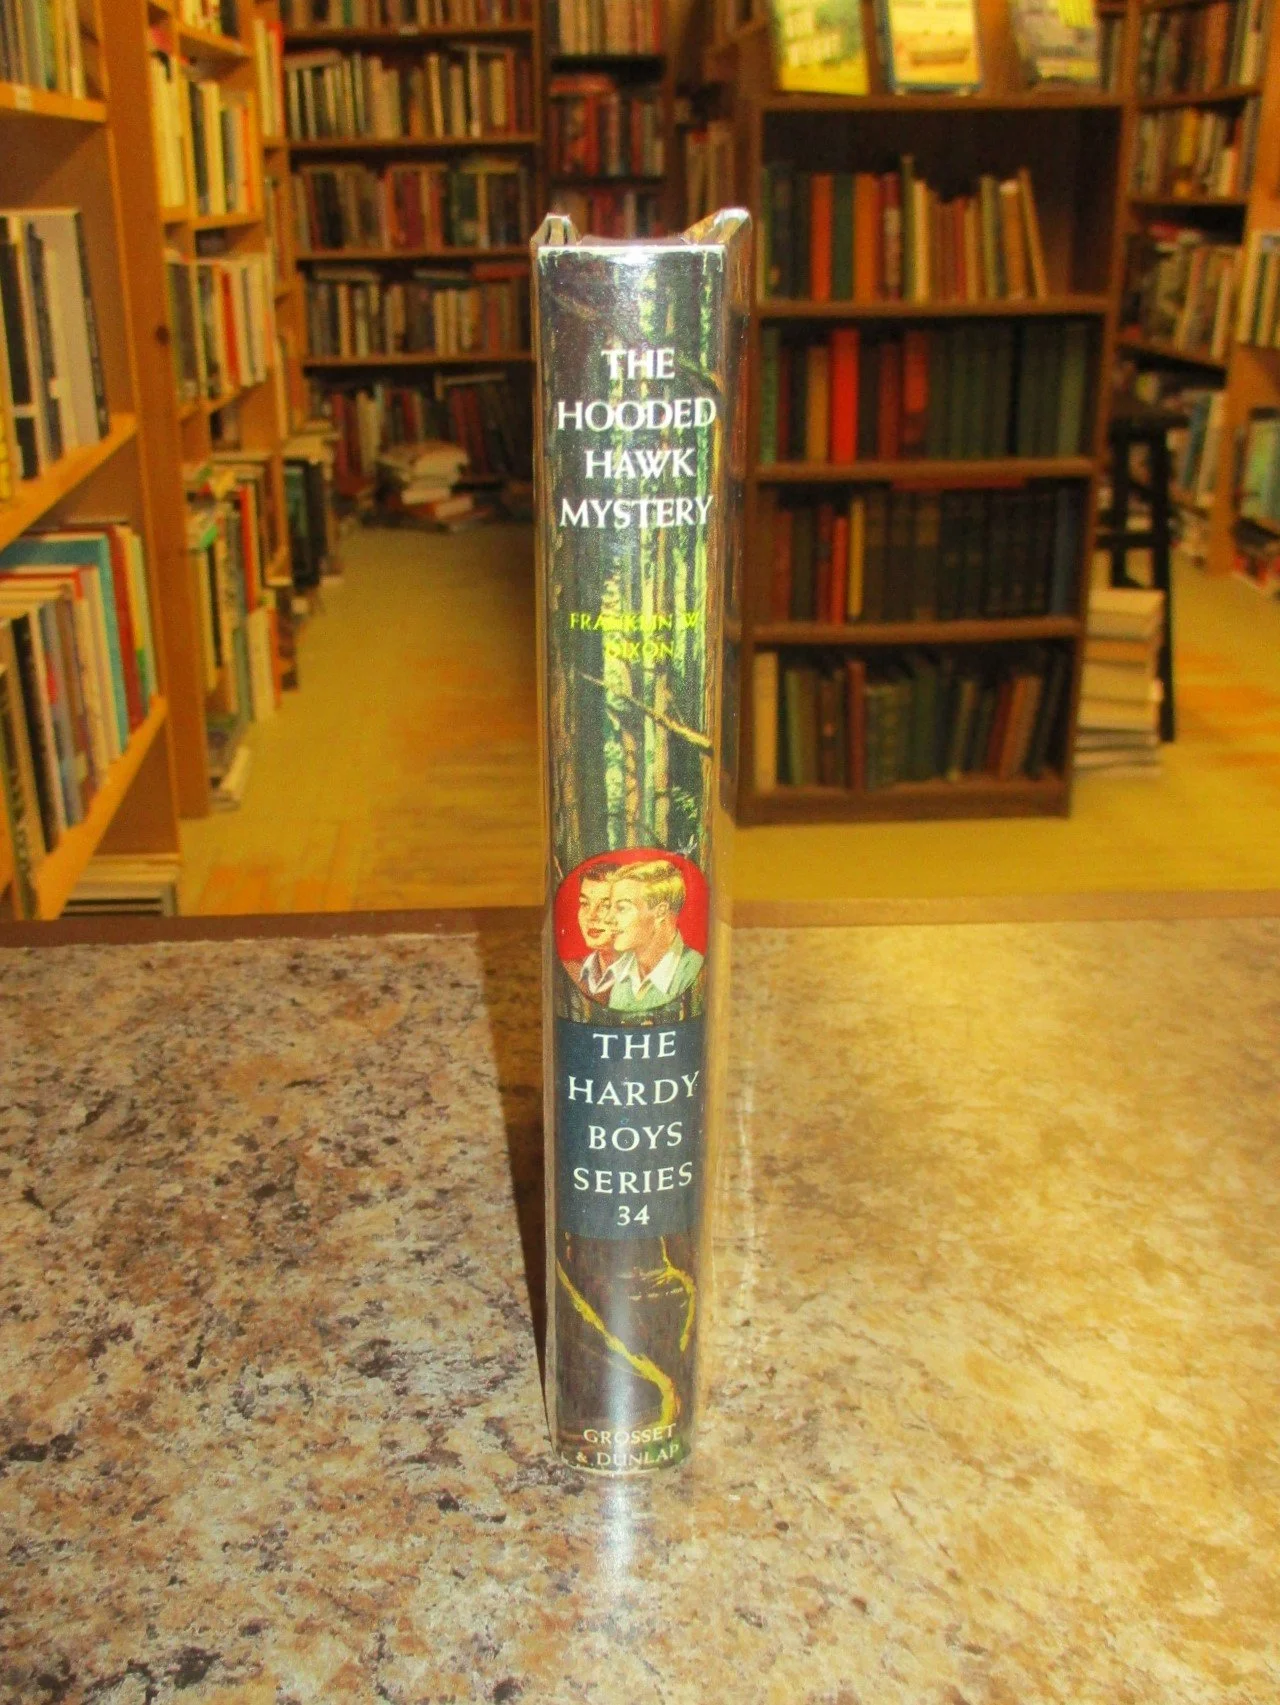 THE
HOODED
HAWK
MYSTERY
FRANKLIN W.
DIXON
THE
HARDY
BOYS
SERIES
34
GROSSET
& DUNLAP